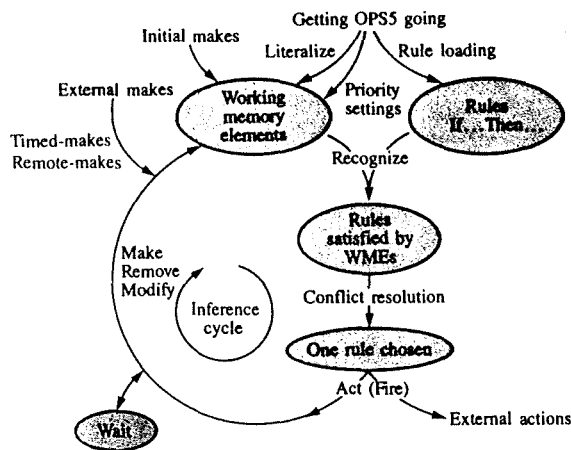 Getting OPS5 going
Initial makes
Literalize
Rule loading
External makes
Working
memory
elements
Priority
settings
Rules
If...Then...
Timed-makes
Remote-makes
Recognize
Rules
satisfied by
WMEs
Make
Remove
Modify
Inference
cycle
Conflict resolution
One rule chosen
Act (Fire)
Wait
External actions